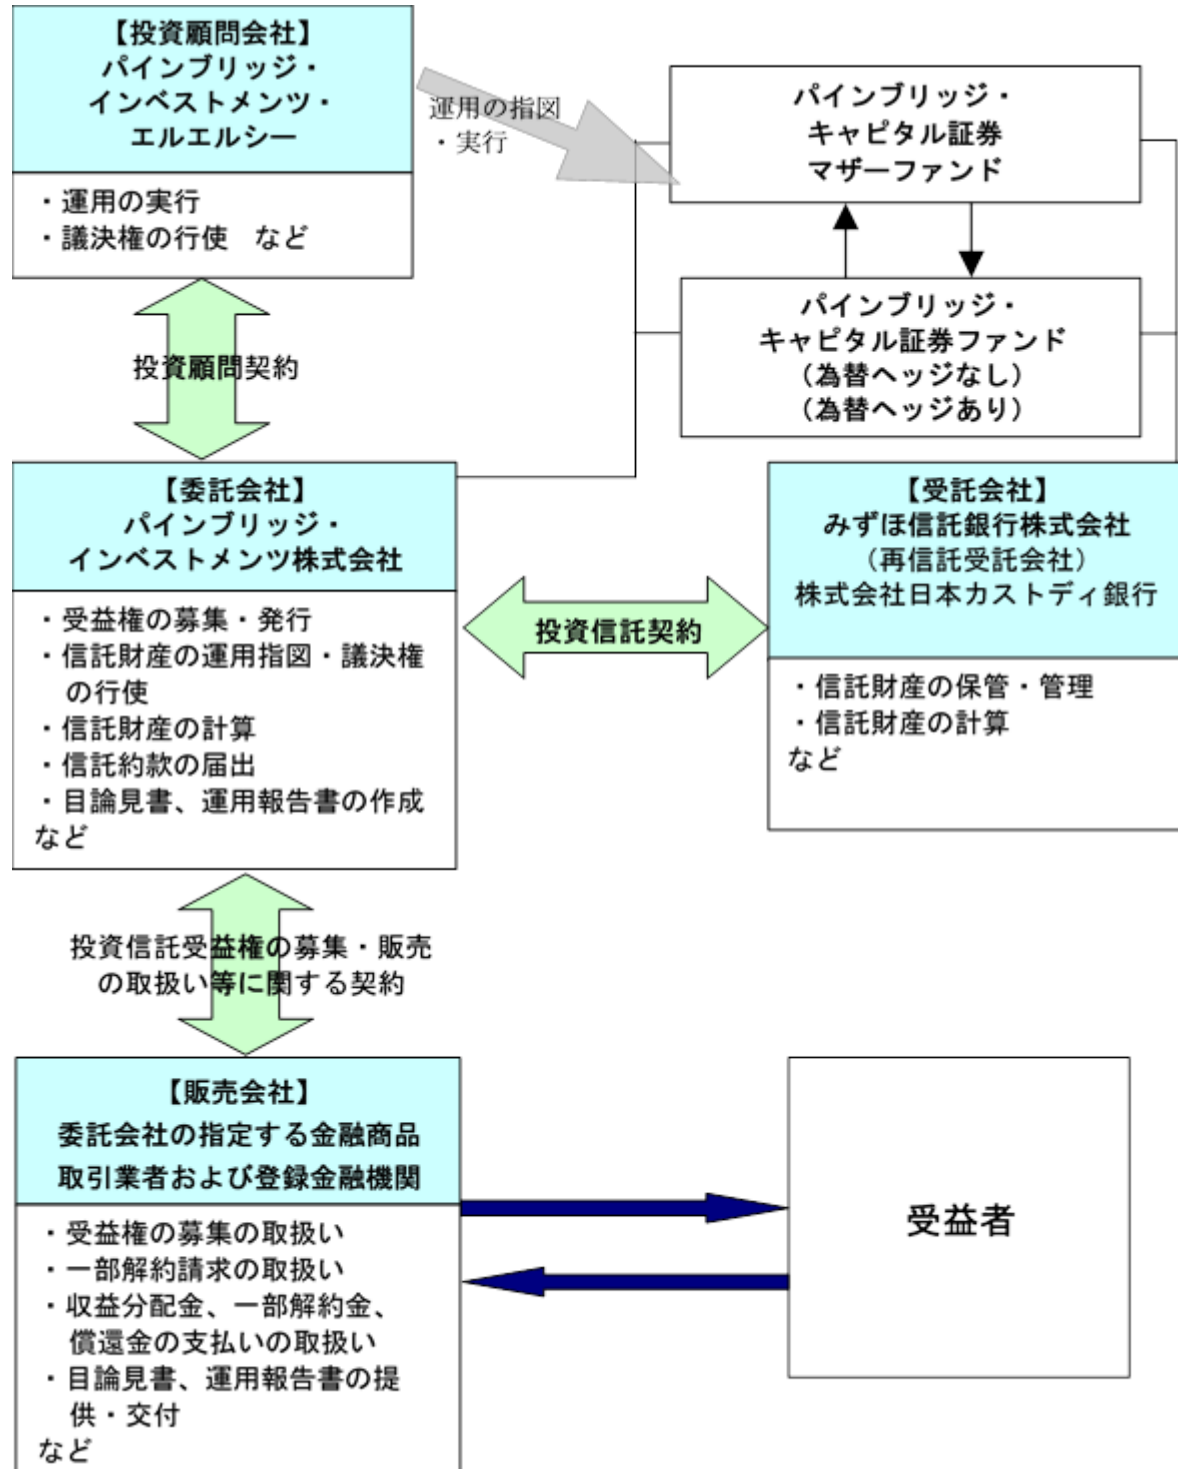 【投資顧問会社】
パインブリッジ・
インベストメンツ・
エルエルシー
・運用の実行
・議決権の行使　など
運用の指図
・実行
パインブリッジ・
キャピタル証券
マザーファンド
パインブリッジ・
キャピタル証券ファンド
（為替ヘッジなし）
（為替ヘッジあり）
投資顧問契約
【委託会社】
パインブリッジ・
インベストメンツ株式会社
・受益権の募集・発行
・信託財産の運用指図・議決権
の行使
・信託財産の計算
・信託約款の届出
・目論見書、運用報告書の作成
など
投資信託契約
【受託会社】
みずほ信託銀行株式会社
（再信託受託会社）
株式会社日本カストディ銀行
・信託財産の保管・管理
・信託財産の計算
など
投資信託受益権の募集・販売
の取扱い等に関する契約
【販売会社】
委託会社の指定する金融商品
取引業者および登録金融機関
・受益権の募集の取扱い
・一部解約請求の取扱い
・収益分配金、一部解約金、
償還金の支払いの取扱い
・目論見書、運用報告書の提
供・交付
など
受益者